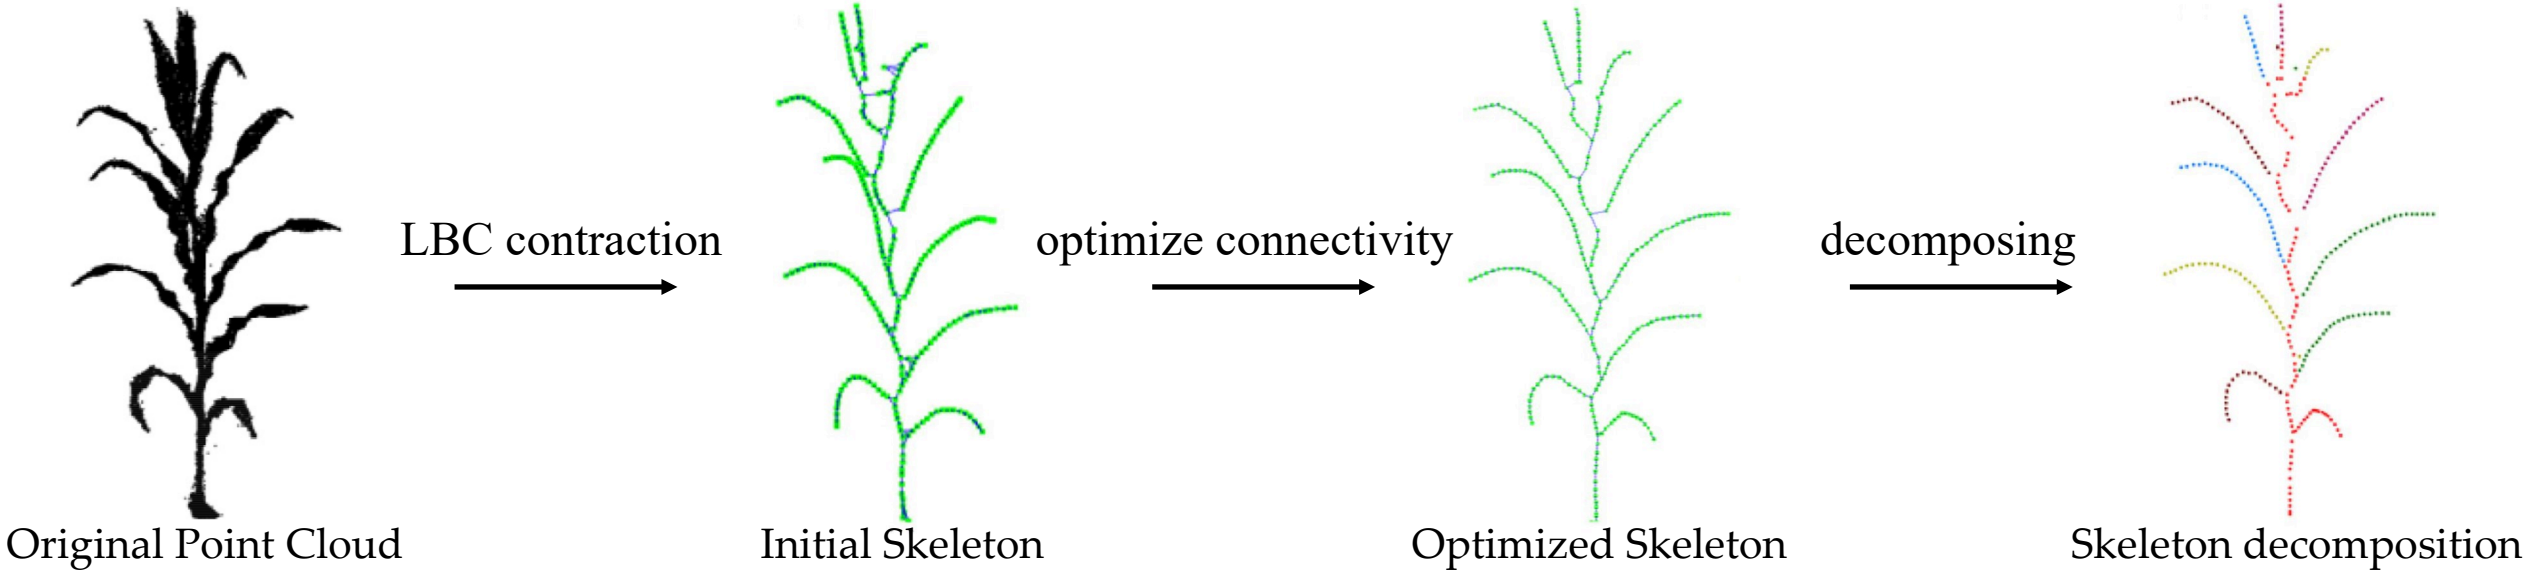 LBC contraction
optimize connectivity
decomposing
Original Point Cloud
Initial Skeleton
Optimized Skeleton
Skeleton decomposition